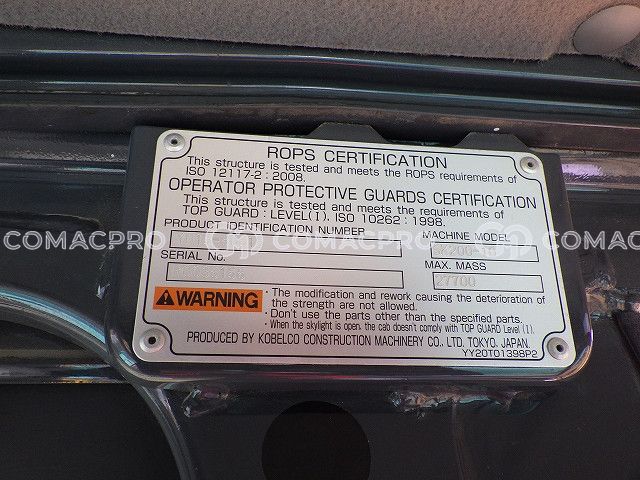 ROPS CERTIFICATION
This structure is tested and meets the ROPS requirements of
ISO 12117-2 : 2008.
OPERATOR PROTECTIVE GUARDS CERTIFICATION
This structure is tested and meets the requirements of
TOP GUARD : LEVEL(I). ISO 10262 : 1998.
PRODUCT IDENTIFICATION NUMBER
MACHINE MODEL
COMACPRO
COMACPRO
SERIAL No.
MAX. MASS
27700
WARNING
· The modification and rework causing the deterioration of
the strength are not allowed.
· Don't use the parts other than the specified parts.
· When the skylight is open, the cab doesn't comply with TOP GUARD Level (I).
PRODUCED BY KOBELCO CONSTRUCTION MACHINERY CO., LTD. TOKYO, JAPAN.
YY20T01398P2